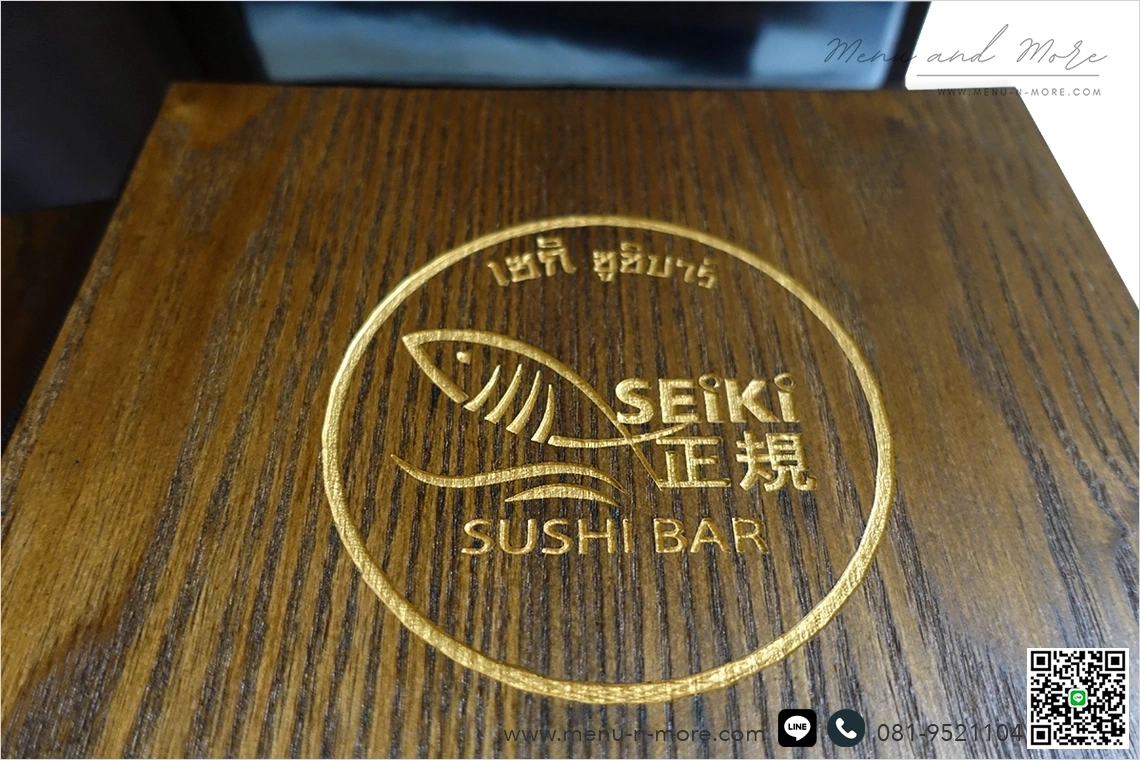 Menu and More
WWW.MENU-N-MORE.COM
เซกิ ซูชิบาร์
SEiKi
正規
SUSHI BAR
www.menu-n-more.com
LINE
081-9521104